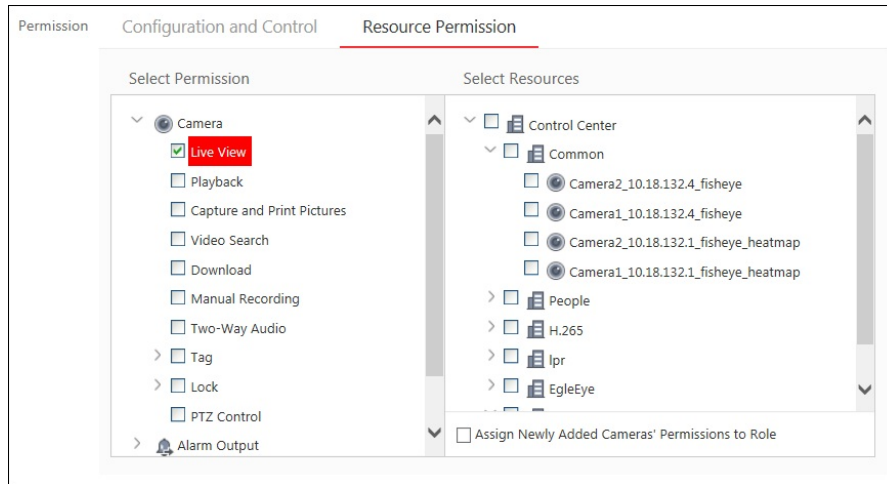 Permission
Configuration and Control
Resource Permission
Select Permission
Select Resources
Camera
Live View
Playback
Capture and Print Pictures
Video Search
Download
Manual Recording
Two-Way Audio
Tag
Lock
PTZ Control
Alarm Output
Control Center
Common
Camera2_10.18.132.4_fisheye
Camera1_10.18.132.4_fisheye
Camera2_10.18.132.1_fisheye_heatmap
Camera1_10.18.132.1_fisheye_heatmap
People
H.265
lpr
EgleEye
Assign Newly Added Cameras' Permissions to Role